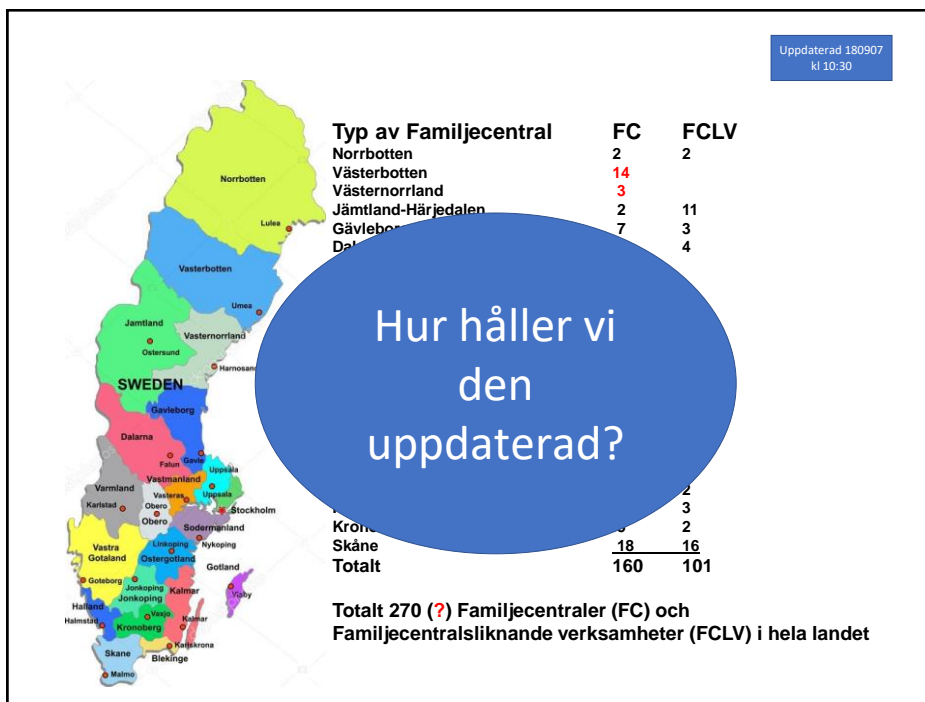 Uppdaterad 180907
kl 10:30
Typ av Familjecentral FC FCLV
Norrbotten 2 2
Västerbotten 14
Västernorrland 3
Jämtland-Härjedalen 2 11
Gävlebor 7 3
4
Hur håller vi
den
uppdaterad?
2
3
2
Skåne 18 16
Totalt 160 101
Totalt 270 (?) Familjecentraler (FC) och
Familjecentralsliknande verksamheter (FCLV) i hela landet
Norrbotten
Lulea
Vasterbotten
Umea
Jamtland
Vasternorrland
Ostersund
Harnosand
SWEDEN
Gavleborg
Dalarna
Falun
Gavle
Uppsala
Vastmanland
Varmland
Uppsala
Vasteras
Karlstad
Obero
Stockholm
Obero
Sodermanland
Vastra
Gotaland
Linkoping
Nykoping
Ostergotland
Gotland
Goteborg
Jonkoping
Visby
Jonkoping
Kalmar
Halland
Halmstad
Vaxjo
Kronoberg
Kalmar
Karlskrona
Skane
Blekinge
Malmo